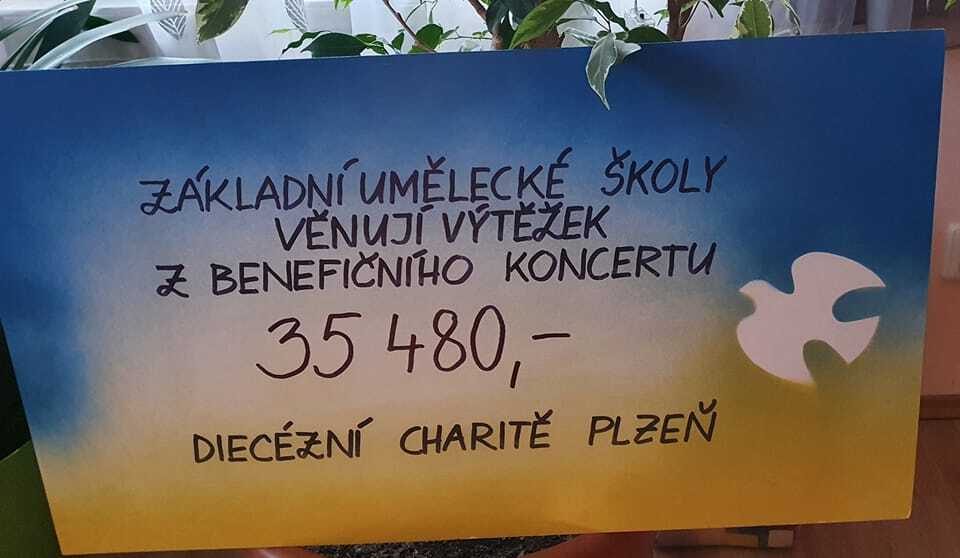 ZÁKLADNÍ UMĚLECKÉ ŠKOLY
VĚNUJÍ VÝTĚŽEK
Z BENEFIČNÍHO KONCERTU
35 480,-
DIECÉZNÍ CHARITĚ PLZEŇ